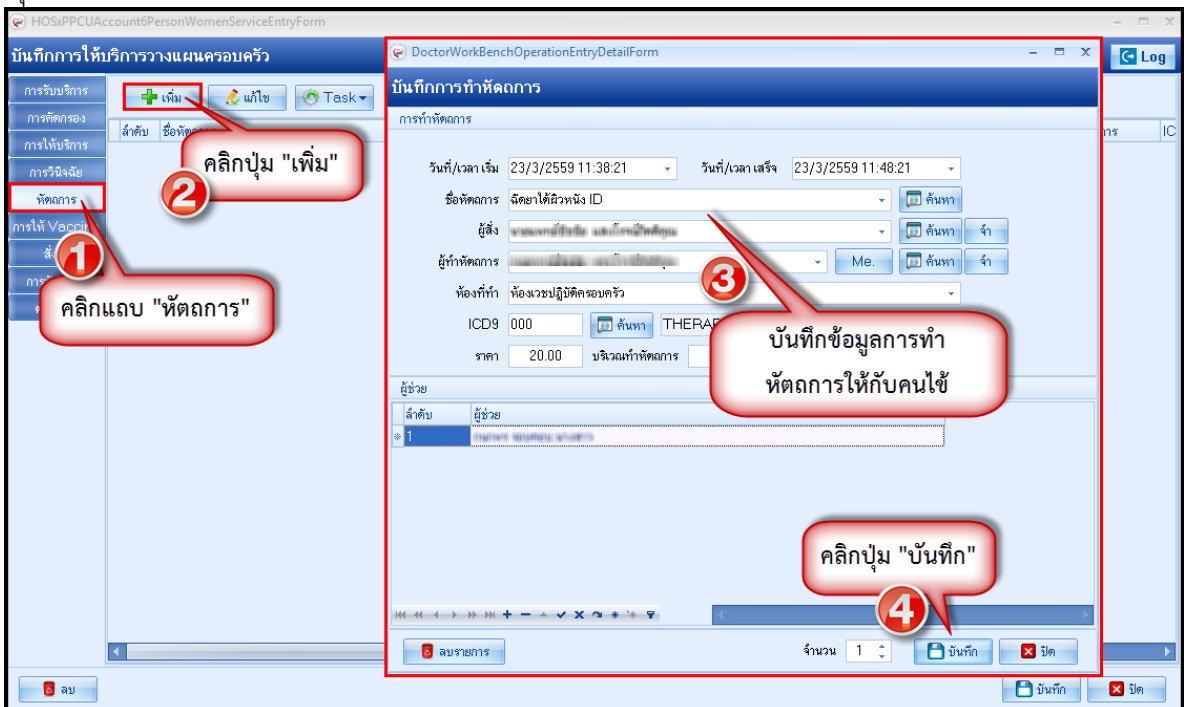 HOSxPPCUAccount6PersonWomenServiceEntryForm
บันทึกการให้บริการวางแผนครอบครัว
Log
การรับบริการ
การคัดกรอง
การให้บริการ
การวินิจฉัย
หัตถการ
การให้ Vaccin
เพิ่ม
แก้ไข
Task
ลำดับ
คลิกปุ่ม "เพิ่ม"
2
1
คลิกแถบ "หัตถการ"
DoctorWorkBenchOperationEntryDetailForm
บันทึกการทำหัตถการ
การทำหัตถการ
วันที่/เวลา เริ่ม 23/3/2559 11:38:21 วันที่/เวลา เสร็จ 23/3/2559 11:48:21
ชื่อหัตถการ ฉีดยาใต้ผิวหนัง ID ค้นหา
ผู้สั่ง ค้นหา จำ
ผู้ทำหัตถการ Me. ค้นหา จำ
ห้องที่ทำ ห้องเวชปฏิบัติครอบครัว
ICD9 000 ค้นหา
ราคา 20.00 บริเวณทำหัตถการ
3
บันทึกข้อมูลการทำ
หัตถการให้กับคนไข้
ผู้ช่วย
ลำดับ ผู้ช่วย
1
คลิกปุ่ม "บันทึก"
4
ลบรายการ
จำนวน 1 บันทึก ปิด
ลบ
บันทึก ปิด